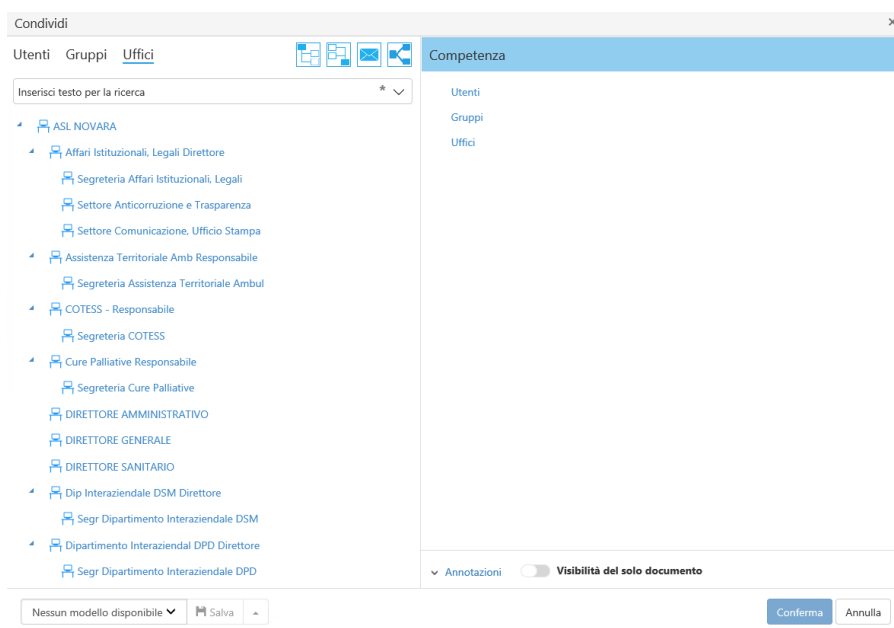 Condividi
Utenti Gruppi Uffici
Inserisci testo per la ricerca *
ASL NOVARA
Affari Istituzionali, Legali Direttore
Segreteria Affari Istituzionali, Legali
Settore Anticorruzione e Trasparenza
Settore Comunicazione, Ufficio Stampa
Assistenza Territoriale Amb Responsabile
Segreteria Assistenza Territoriale Ambul
COTESS - Responsabile
Segreteria COTESS
Cure Palliative Responsabile
Segreteria Cure Palliative
DIRETTORE AMMINISTRATIVO
DIRETTORE GENERALE
DIRETTORE SANITARIO
Dip Interaziendale DSM Direttore
Segr Dipartimento Interaziendale DSM
Dipartimento Interaziendal DPD Direttore
Segr Dipartimento Interaziendale DPD
Competenza
Utenti
Gruppi
Uffici
Annotazioni Visibilità del solo documento
Nessun modello disponibile Salva Conferma Annulla